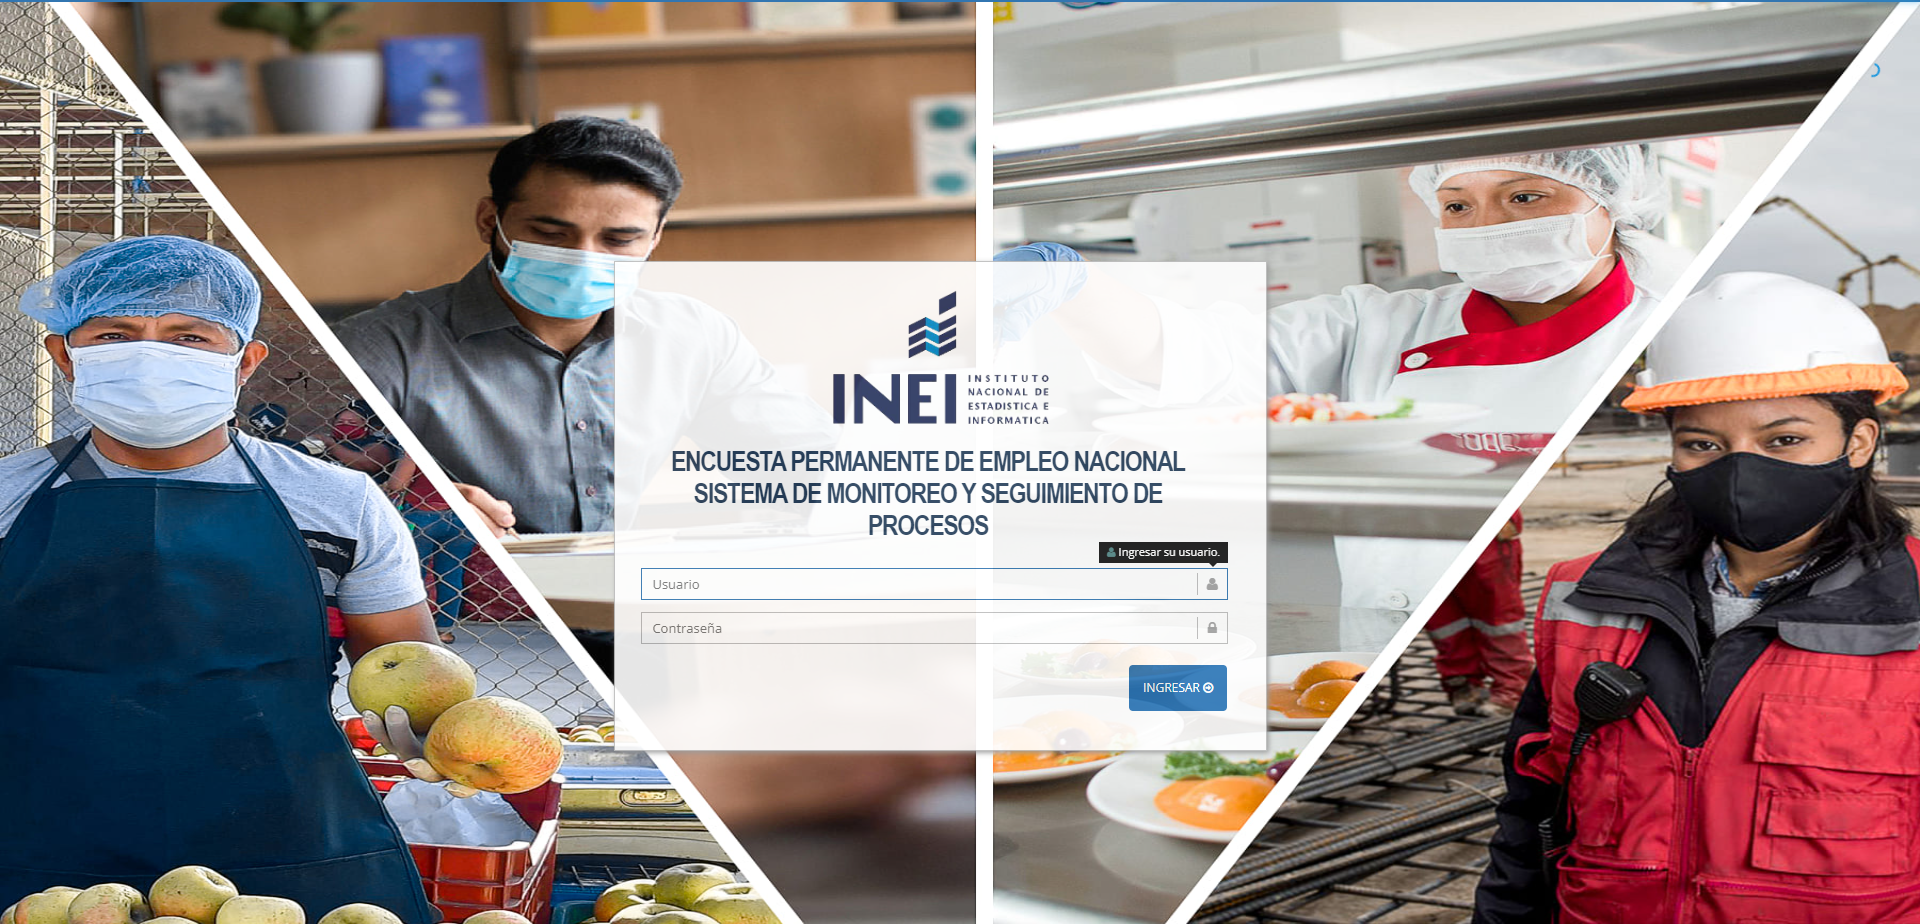 INEI
INSTITUTO
NACIONAL DE
ESTADISTICA E
INFORMATICA
ENCUESTA PERMANENTE DE EMPLEO NACIONAL
SISTEMA DE MONITOREO Y SEGUIMIENTO DE
PROCESOS
Ingresar su usuario.
Usuario
Contraseña
INGRESAR